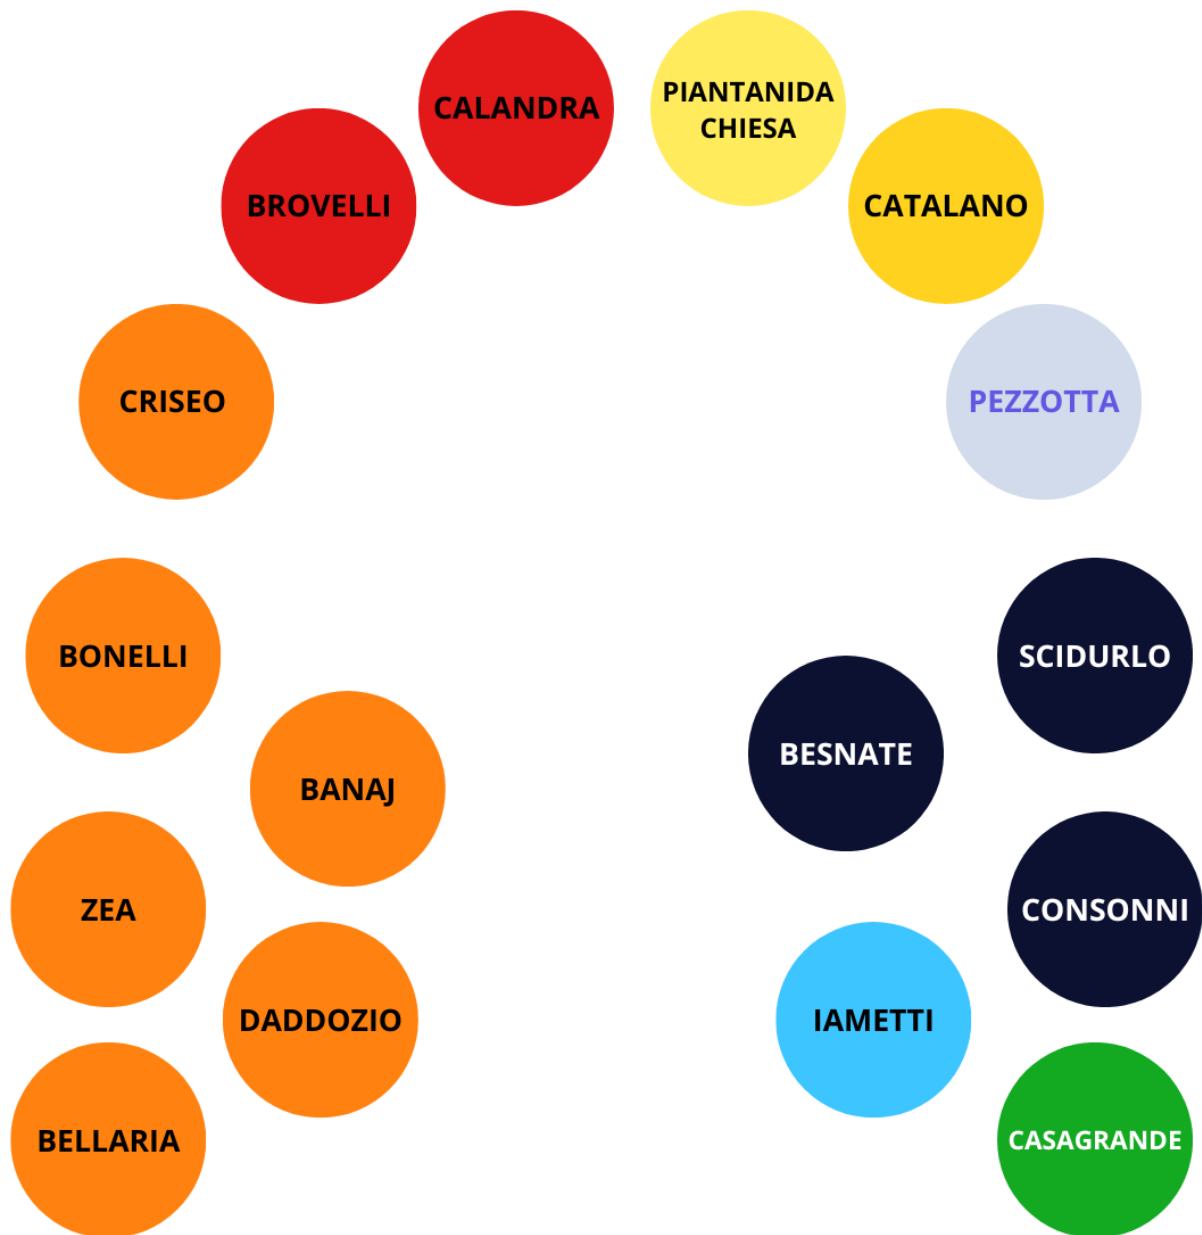 CALANDRA
PIANTANIDA
CHIESA
BROVELLI
CATALANO
CRISEO
PEZZOTTA
BONELLI
SCIDURLO
BESNATE
BANAJ
ZEA
CONSONNI
DADDOZIO
IAMETTI
BELLARIA
CASAGRANDE